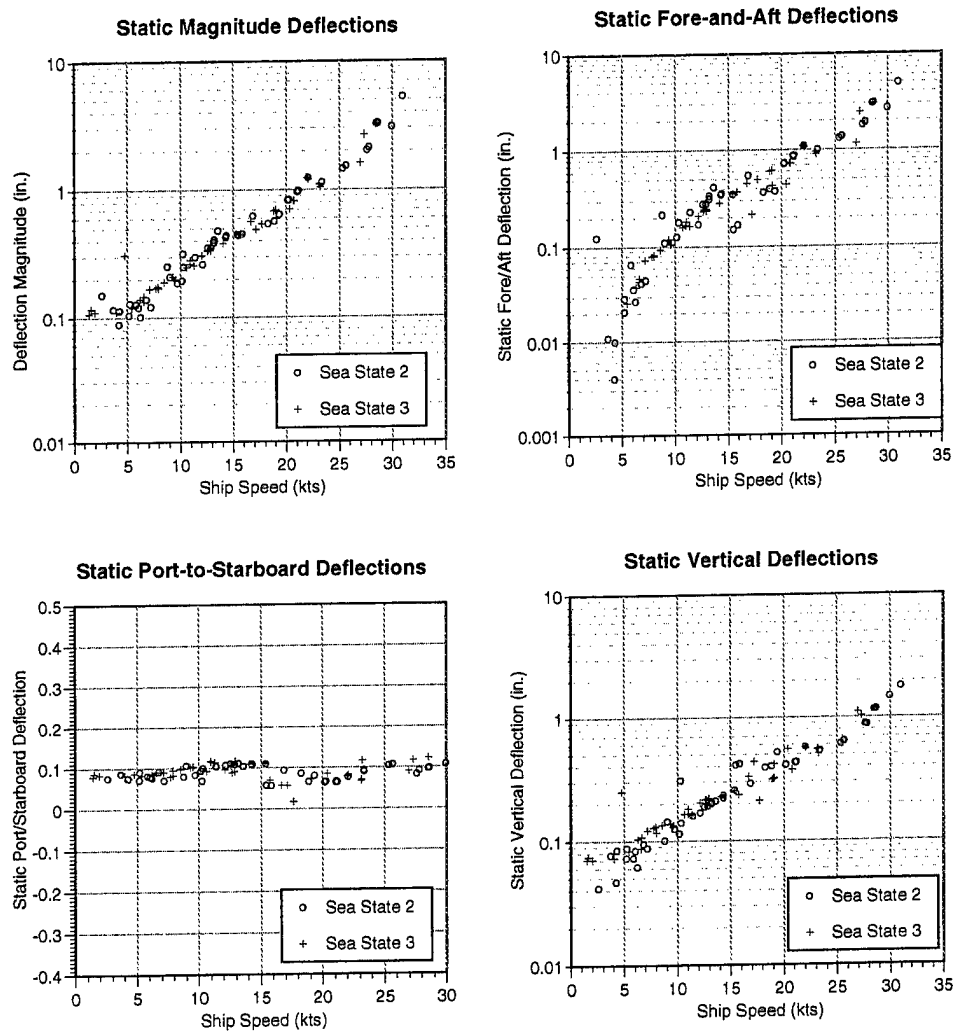 Static Magnitude Deflections
Deflection Magnitude (in.)
10
1
0.1
0.01
Sea State 2
Sea State 3
0 5 10 15 20 25 30 35
Ship Speed (kts)
Static Fore-and-Aft Deflections
Static Fore/Aft Deflection (in.)
10
1
0.1
0.01
0.001
Sea State 2
Sea State 3
0 5 10 15 20 25 30 35
Ship Speed (kts)
Static Port-to-Starboard Deflections
Static Port/Starboard Deflection
0.5
0.4
0.3
0.2
0.1
0
-0.1
-0.2
-0.3
-0.4
Sea State 2
Sea State 3
0 5 10 15 20 25 30
Ship Speed (kts)
Static Vertical Deflections
Static Vertical Deflection (in.)
10
1
0.1
0.01
Sea State 2
Sea State 3
0 5 10 15 20 25 30 35
Ship Speed (kts)